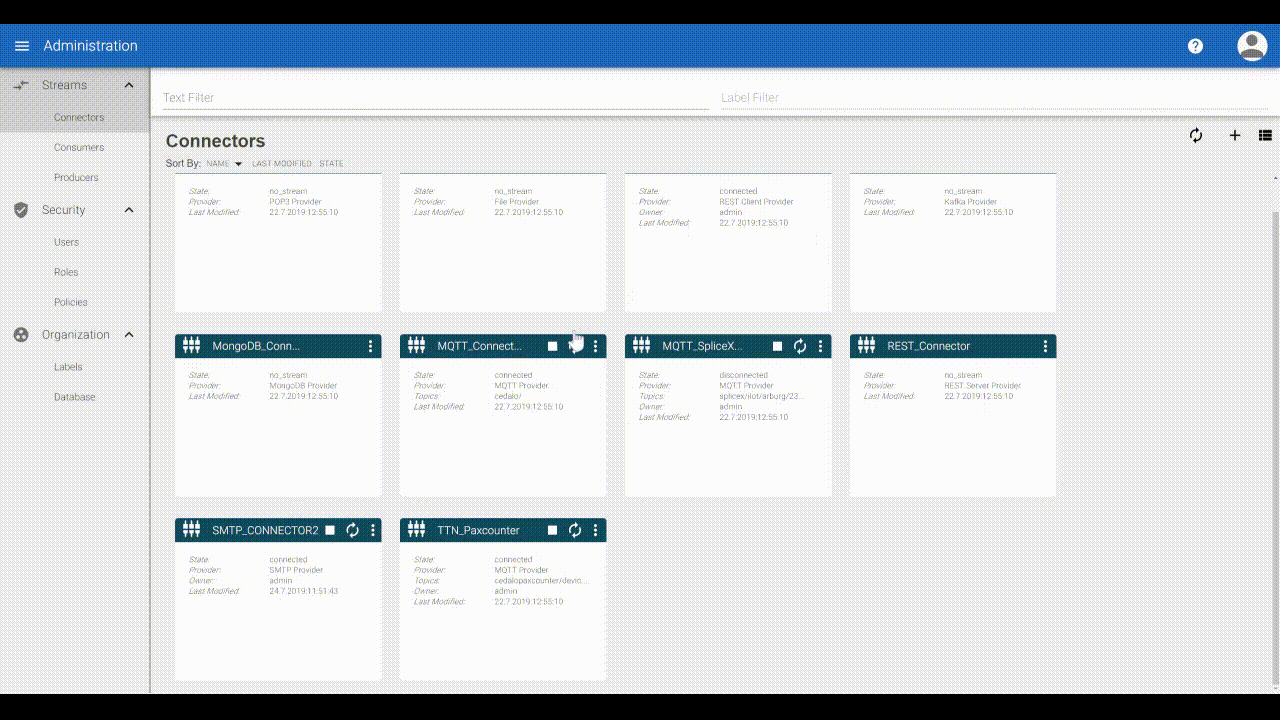 Administration
Streams
Connectors
Consumers
Producers
Security
Users
Roles
Policies
Organization
Labels
Database
Text Filter
Label Filter
Connectors
Sort By: NAME LAST MODIFIED STATE
State: no_stream
Provider: POP3 Provider
Last Modified: 22.7.2019:12:55:10
State: no_stream
Provider: File Provider
Last Modified: 22.7.2019:12:55:10
State: connected
Provider: REST Client Provider
Owner: admin
Last Modified: 22.7.2019:12:55:10
State: no_stream
Provider: Kafka Provider
Last Modified: 22.7.2019:12:55:10
MongoDB_Conn...
State: no_stream
Provider: MongoDB Provider
Last Modified: 22.7.2019:12:55:10
MQTT_Connect...
State: connected
Provider: MQTT Provider
Topics: cedalo/
Last Modified: 22.7.2019:12:55:10
MQTT_SpliceX...
State: disconnected
Provider: MQTT Provider
Topics: splicex/iiot/arburg/23...
Owner: admin
Last Modified: 22.7.2019:12:55:10
REST_Connector
State: no_stream
Provider: REST Server Provider
Last Modified: 22.7.2019:12:55:10
SMTP_CONNECTOR2
State: connected
Provider: SMTP Provider
Owner: admin
Last Modified: 24.7.2019:11:51:43
TTN_Paxcounter
State: connected
Provider: MQTT Provider
Topics: cedalopaxcounter/devic...
Owner: admin
Last Modified: 22.7.2019:12:55:10